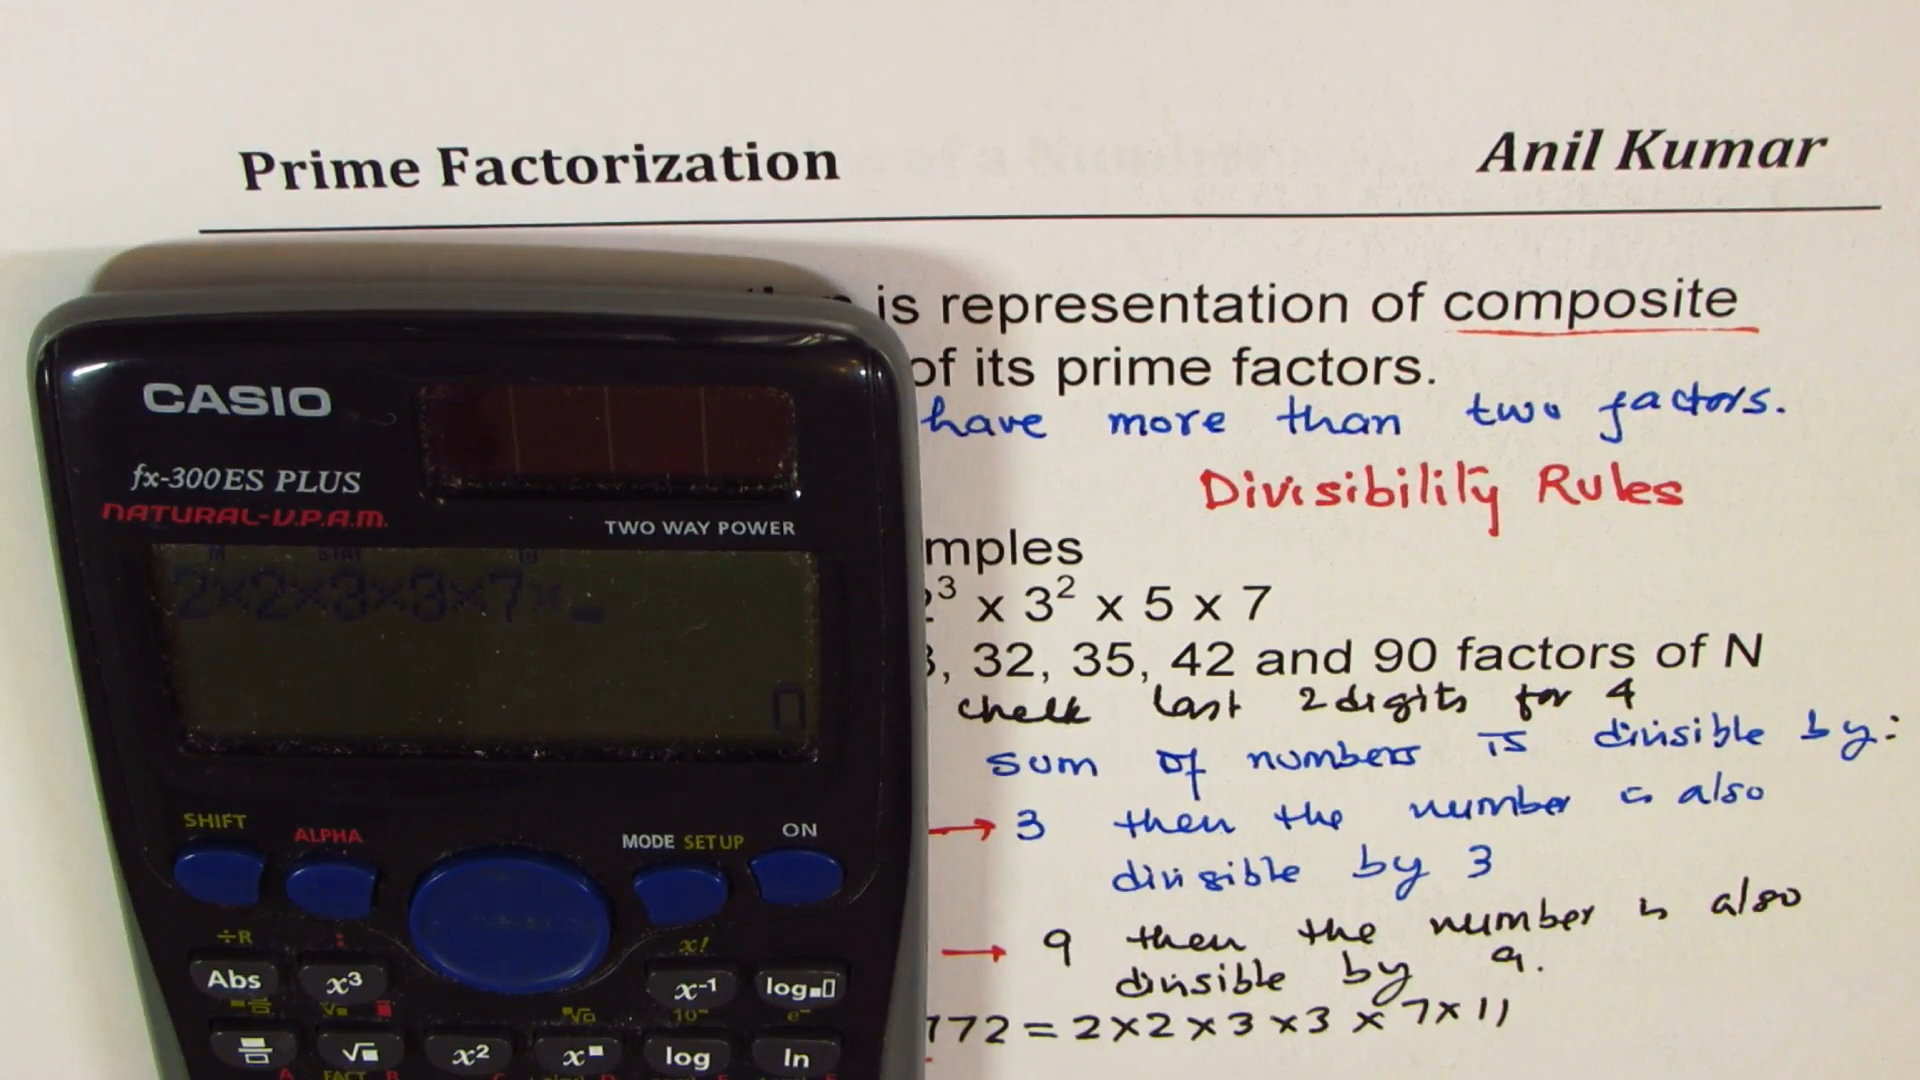 Prime Factorization Anil Kumar
is representation of composite
of its prime factors.
have more than two factors.
Divisibility Rules
mples
2³ x 3² x 5 x 7
, 32, 35, 42 and 90 factors of N
check last 2 digits for 4
sum of numbers is divisible by:
→ 3 then the number is also
divisible by 3
→ 9 then the number is also
divisible by 9.
772 = 2×2×3×3×7×11
CASIO
fx-300ES PLUS
NATURAL-V.P.A.M.
TWO WAY POWER
2×2×3×3×7×
0
SHIFT ALPHA MODE SETUP ON
÷R : x!
Abs x³ x⁻¹ log
10 e
x² x log ln
A FACT B